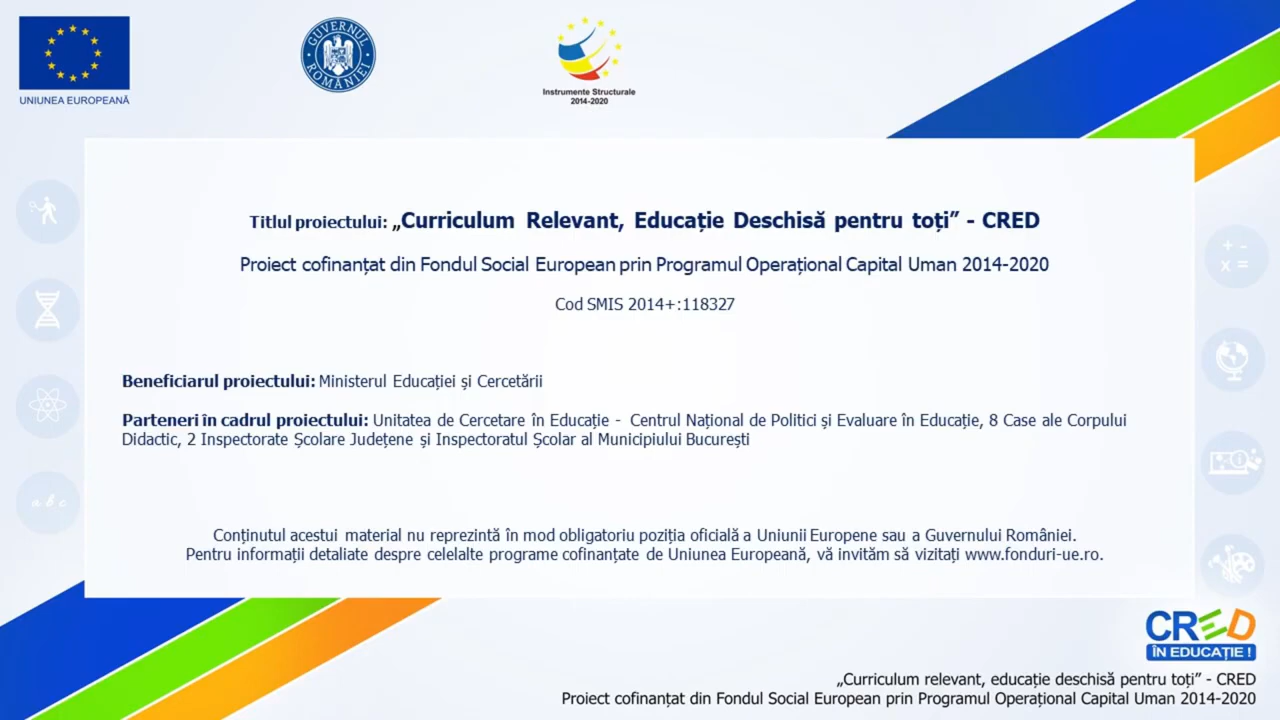 UNIUNEA EUROPEANĂ
GUVERNUL ROMÂNIEI
Instrumente Structurale
2014-2020
Titlul proiectului: „Curriculum Relevant, Educație Deschisă pentru toți” - CRED
Proiect cofinanțat din Fondul Social European prin Programul Operațional Capital Uman 2014-2020
Cod SMIS 2014+:118327
Beneficiarul proiectului: Ministerul Educației și Cercetării
Parteneri în cadrul proiectului: Unitatea de Cercetare în Educație - Centrul Național de Politici și Evaluare în Educație, 8 Case ale Corpului
Didactic, 2 Inspectorate Școlare Județene și Inspectoratul Școlar al Municipiului București
a b c
Conținutul acestui material nu reprezintă în mod obligatoriu poziția oficială a Uniunii Europene sau a Guvernului României.
Pentru informații detaliate despre celelalte programe cofinanțate de Uniunea Europeană, vă invităm să vizitați www.fonduri-ue.ro.
+ -
x =
CRED
ÎN EDUCAȚIE !
„Curriculum relevant, educație deschisă pentru toți” - CRED
Proiect cofinanțat din Fondul Social European prin Programul Operațional Capital Uman 2014-2020